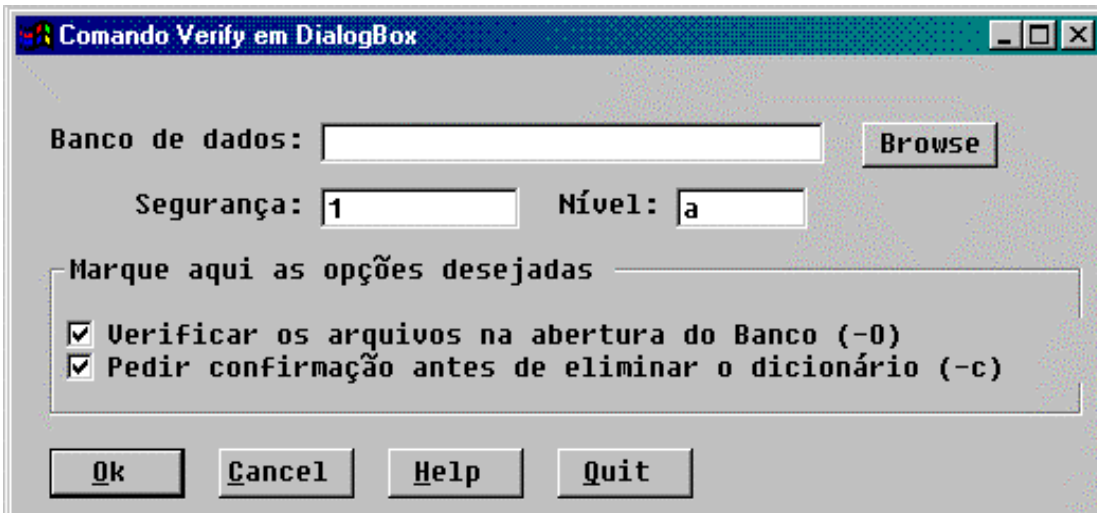 Comando Verify em DialogBox
Banco de dados: Browse
Segurança: 1 Nível: a
Marque aqui as opções desejadas
Verificar os arquivos na abertura do Banco (-O)
Pedir confirmação antes de eliminar o dicionário (-c)
Ok Cancel Help Quit